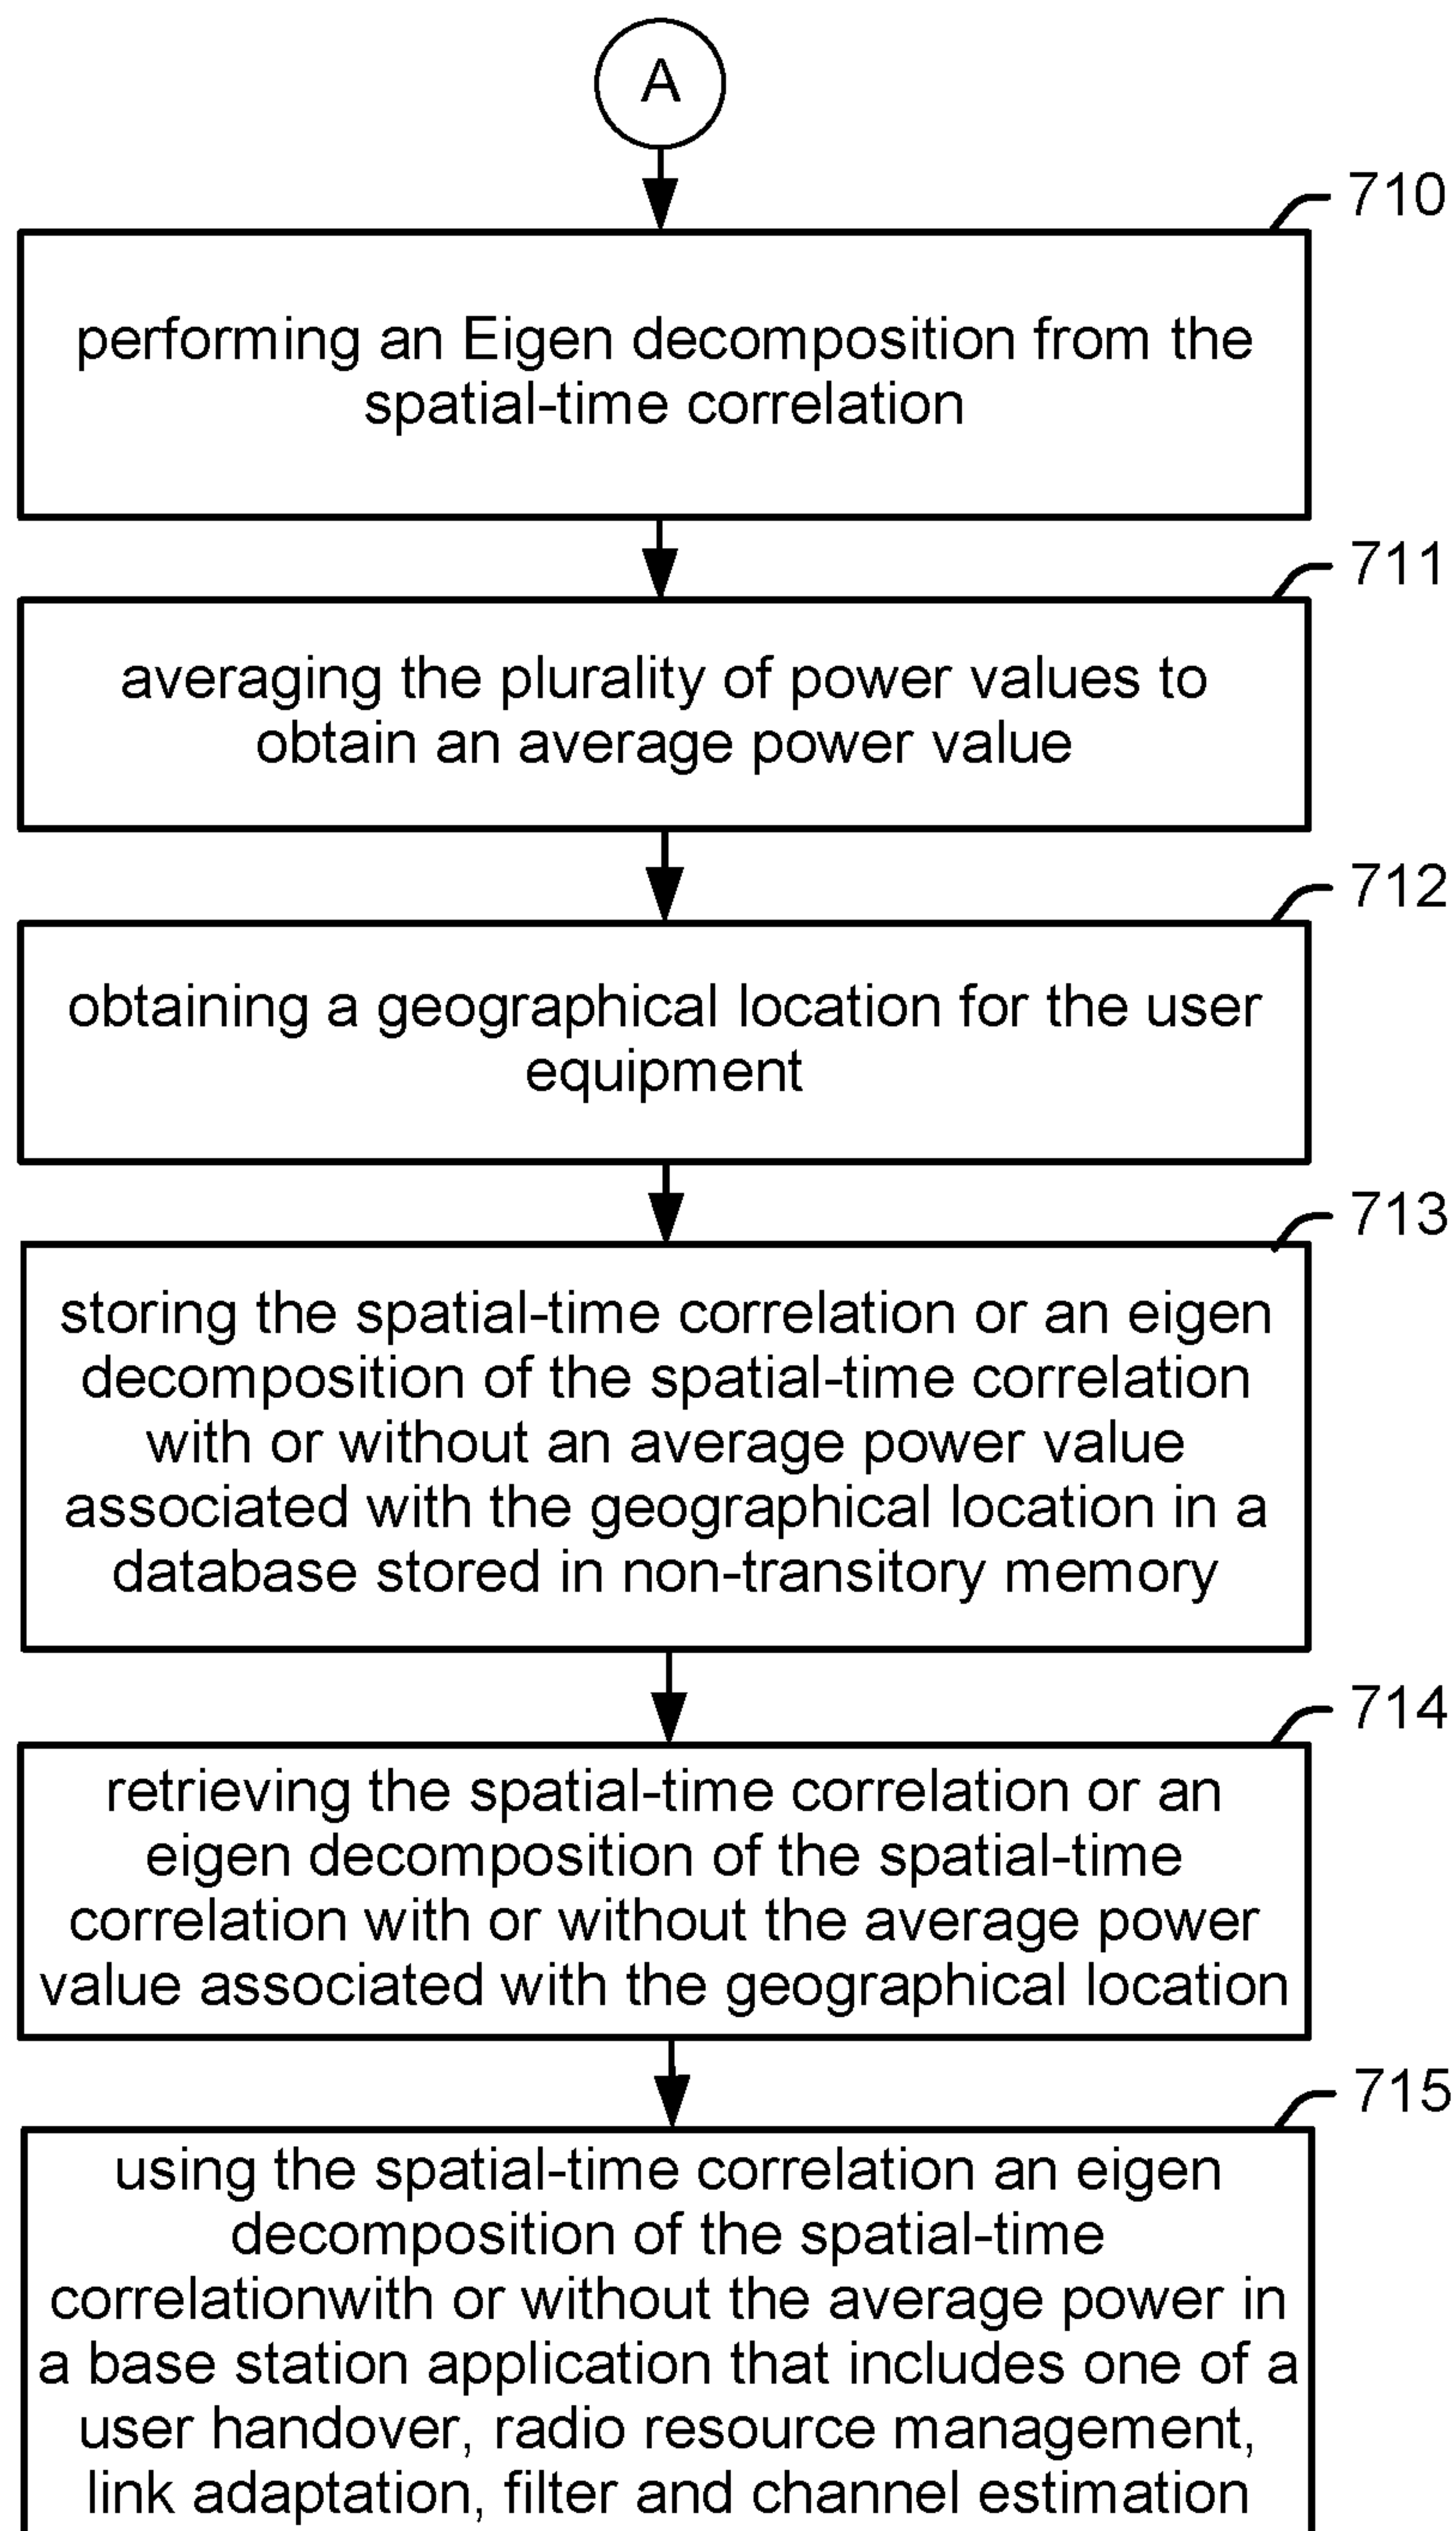 A
710
performing an Eigen decomposition from the
spatial-time correlation
711
averaging the plurality of power values to
obtain an average power value
712
obtaining a geographical location for the user
equipment
713
storing the spatial-time correlation or an eigen
decomposition of the spatial-time correlation
with or without an average power value
associated with the geographical location in a
database stored in non-transitory memory
714
retrieving the spatial-time correlation or an
eigen decomposition of the spatial-time
correlation with or without the average power
value associated with the geographical location
715
using the spatial-time correlation an eigen
decomposition of the spatial-time
correlationwith or without the average power in
a base station application that includes one of a
user handover, radio resource management,
link adaptation, filter and channel estimation